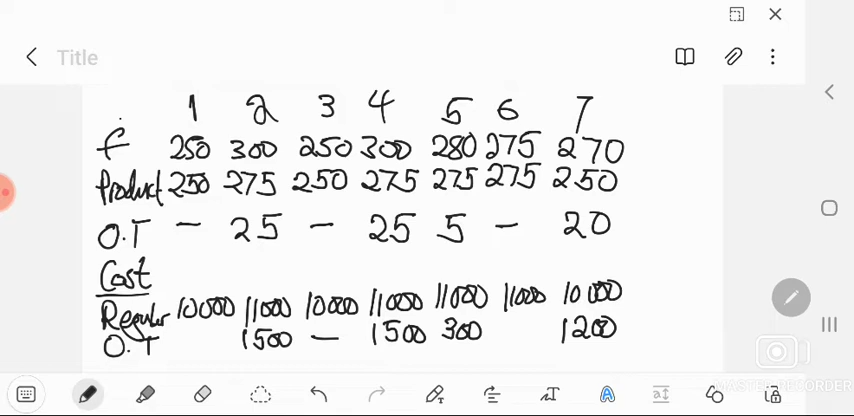 Title
1 2 3 4 5 6 7
f 250 300 250 300 280 275 270
Product 250 275 250 275 275 275 250
O.T - 25 - 25 5 - 20
Cost
Regular 10000 11000 10000 11000 11000 11000 10000
O.T 1500 - 1500 300 1200